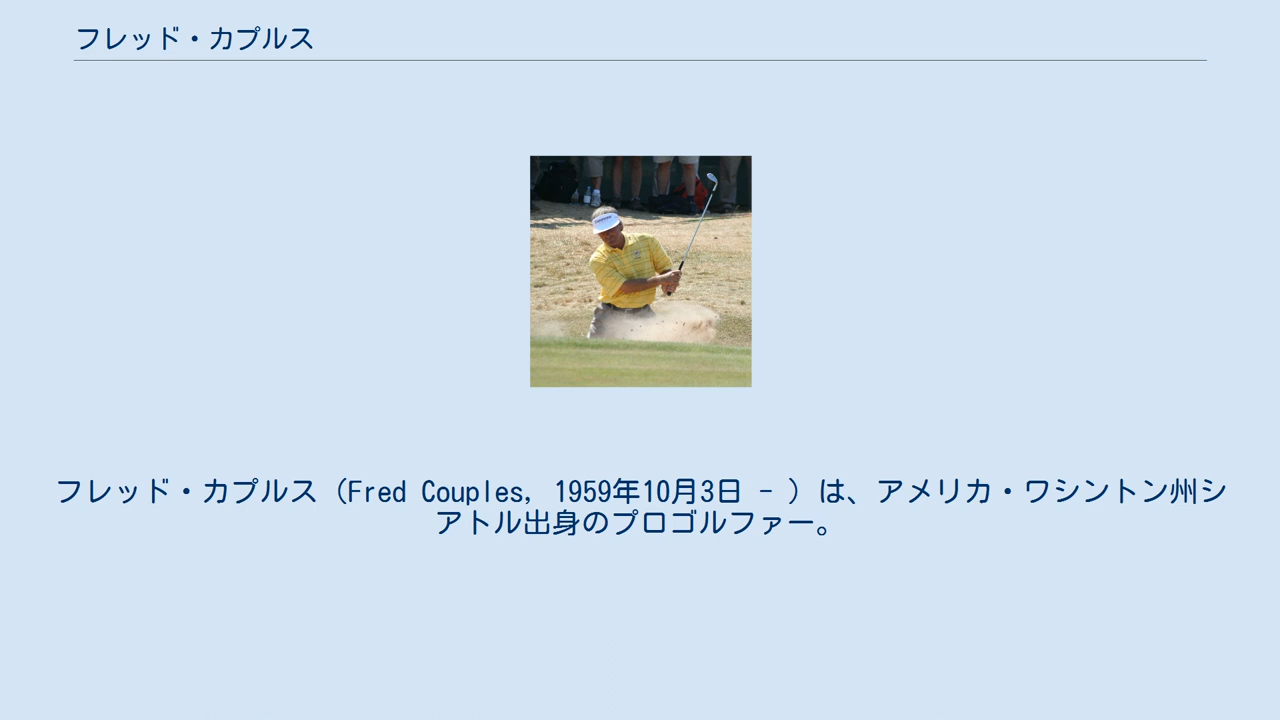 フレッド・カプルス
フレッド・カプルス（Fred Couples, 1959年10月3日 - ）は、アメリカ・ワシントン州シ
アトル出身のプロゴルファー。